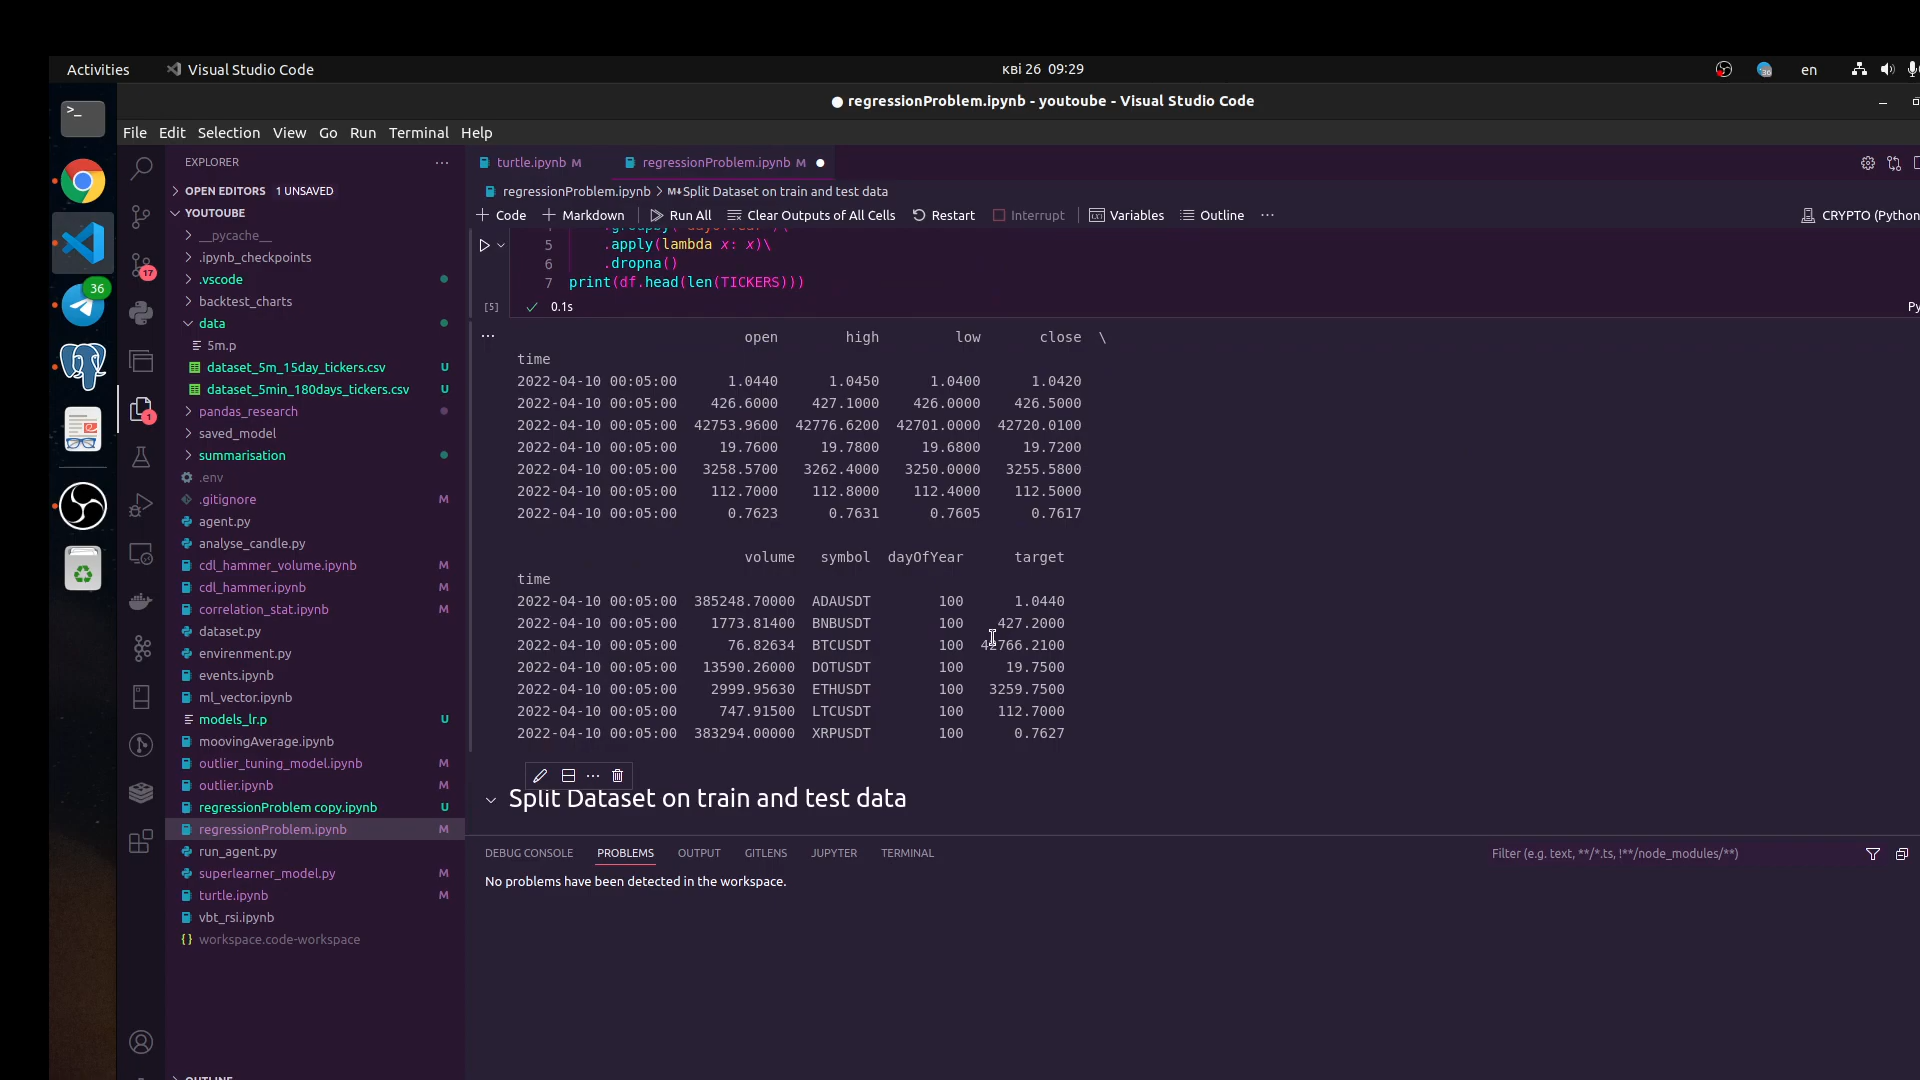 Activities
Visual Studio Code
кві 26 09:29
36
en
regressionProblem.ipynb - youtoube - Visual Studio Code
File Edit Selection View Go Run Terminal Help
EXPLORER
turtle.ipynb M
regressionProblem.ipynb M
OPEN EDITORS 1 UNSAVED
regressionProblem.ipynb > M↓Split Dataset on train and test data
YOUTOUBE
Code Markdown Run All Clear Outputs of All Cells Restart Interrupt Variables Outline ···
CRYPTO (Python
__pycache__
.ipynb_checkpoints
.vscode
backtest_charts
data
5m.p
dataset_5m_15day_tickers.csv U
dataset_5min_180days_tickers.csv U
pandas_research
saved_model
summarisation
.env
.gitignore M
agent.py
analyse_candle.py
cdl_hammer_volume.ipynb M
cdl_hammer.ipynb M
correlation_stat.ipynb M
dataset.py
envirenment.py
events.ipynb
ml_vector.ipynb
models_lr.p U
moovingAverage.ipynb
outlier_tuning_model.ipynb M
outlier.ipynb M
regressionProblem copy.ipynb U
regressionProblem.ipynb M
run_agent.py
superlearner_model.py M
turtle.ipynb M
vbt_rsi.ipynb
workspace.code-workspace
17
36
1
5 .apply(lambda x: x)\
6 .dropna()
7 print(df.head(len(TICKERS)))
[5] 0.1s
Py
open high low close \
time
2022-04-10 00:05:00 1.0440 1.0450 1.0400 1.0420
2022-04-10 00:05:00 426.6000 427.1000 426.0000 426.5000
2022-04-10 00:05:00 42753.9600 42776.6200 42701.0000 42720.0100
2022-04-10 00:05:00 19.7600 19.7800 19.6800 19.7200
2022-04-10 00:05:00 3258.5700 3262.4000 3250.0000 3255.5800
2022-04-10 00:05:00 112.7000 112.8000 112.4000 112.5000
2022-04-10 00:05:00 0.7623 0.7631 0.7605 0.7617
volume symbol dayOfYear target
time
2022-04-10 00:05:00 385248.70000 ADAUSDT 100 1.0440
2022-04-10 00:05:00 1773.81400 BNBUSDT 100 427.2000
2022-04-10 00:05:00 76.82634 BTCUSDT 100
2022-04-10 00:05:00 13590.26000 DOTUSDT 100 19.7500
2022-04-10 00:05:00 2999.95630 ETHUSDT 100 3259.7500
2022-04-10 00:05:00 747.91500 LTCUSDT 100 112.7000
2022-04-10 00:05:00 383294.00000 XRPUSDT 100 0.7627
Split Dataset on train and test data
DEBUG CONSOLE PROBLEMS OUTPUT GITLENS JUPYTER TERMINAL
Filter (e.g. text, **/*.ts, !**/node_modules/**)
No problems have been detected in the workspace.